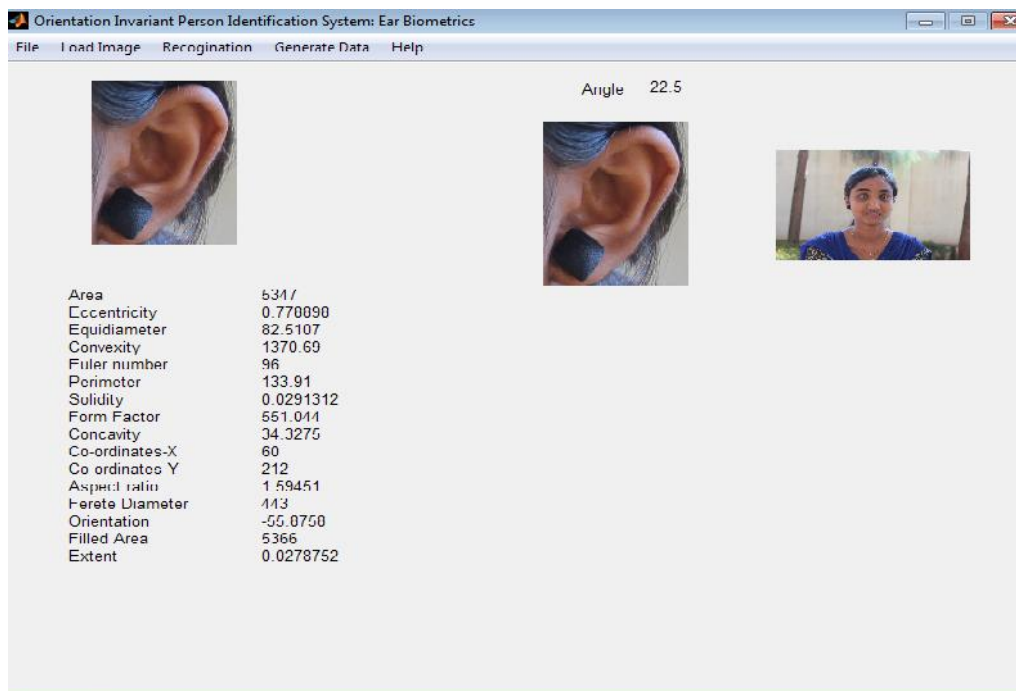 Orientation Invariant Person Identification System: Ear Biometrics
File Load Image Recogination Generate Data Help
Angle 22.5
Area 5347
Eccentricity 0.770890
Equidiameter 82.5107
Convexity 1370.69
Euler number 96
Perimeter 133.91
Solidity 0.0291312
Form Factor 551.044
Concavity 34.3275
Co-ordinates-X 60
Co-ordinates-Y 212
Aspect ratio 1.59451
Ferete Diameter 443
Orientation -55.8758
Filled Area 5366
Extent 0.0278752